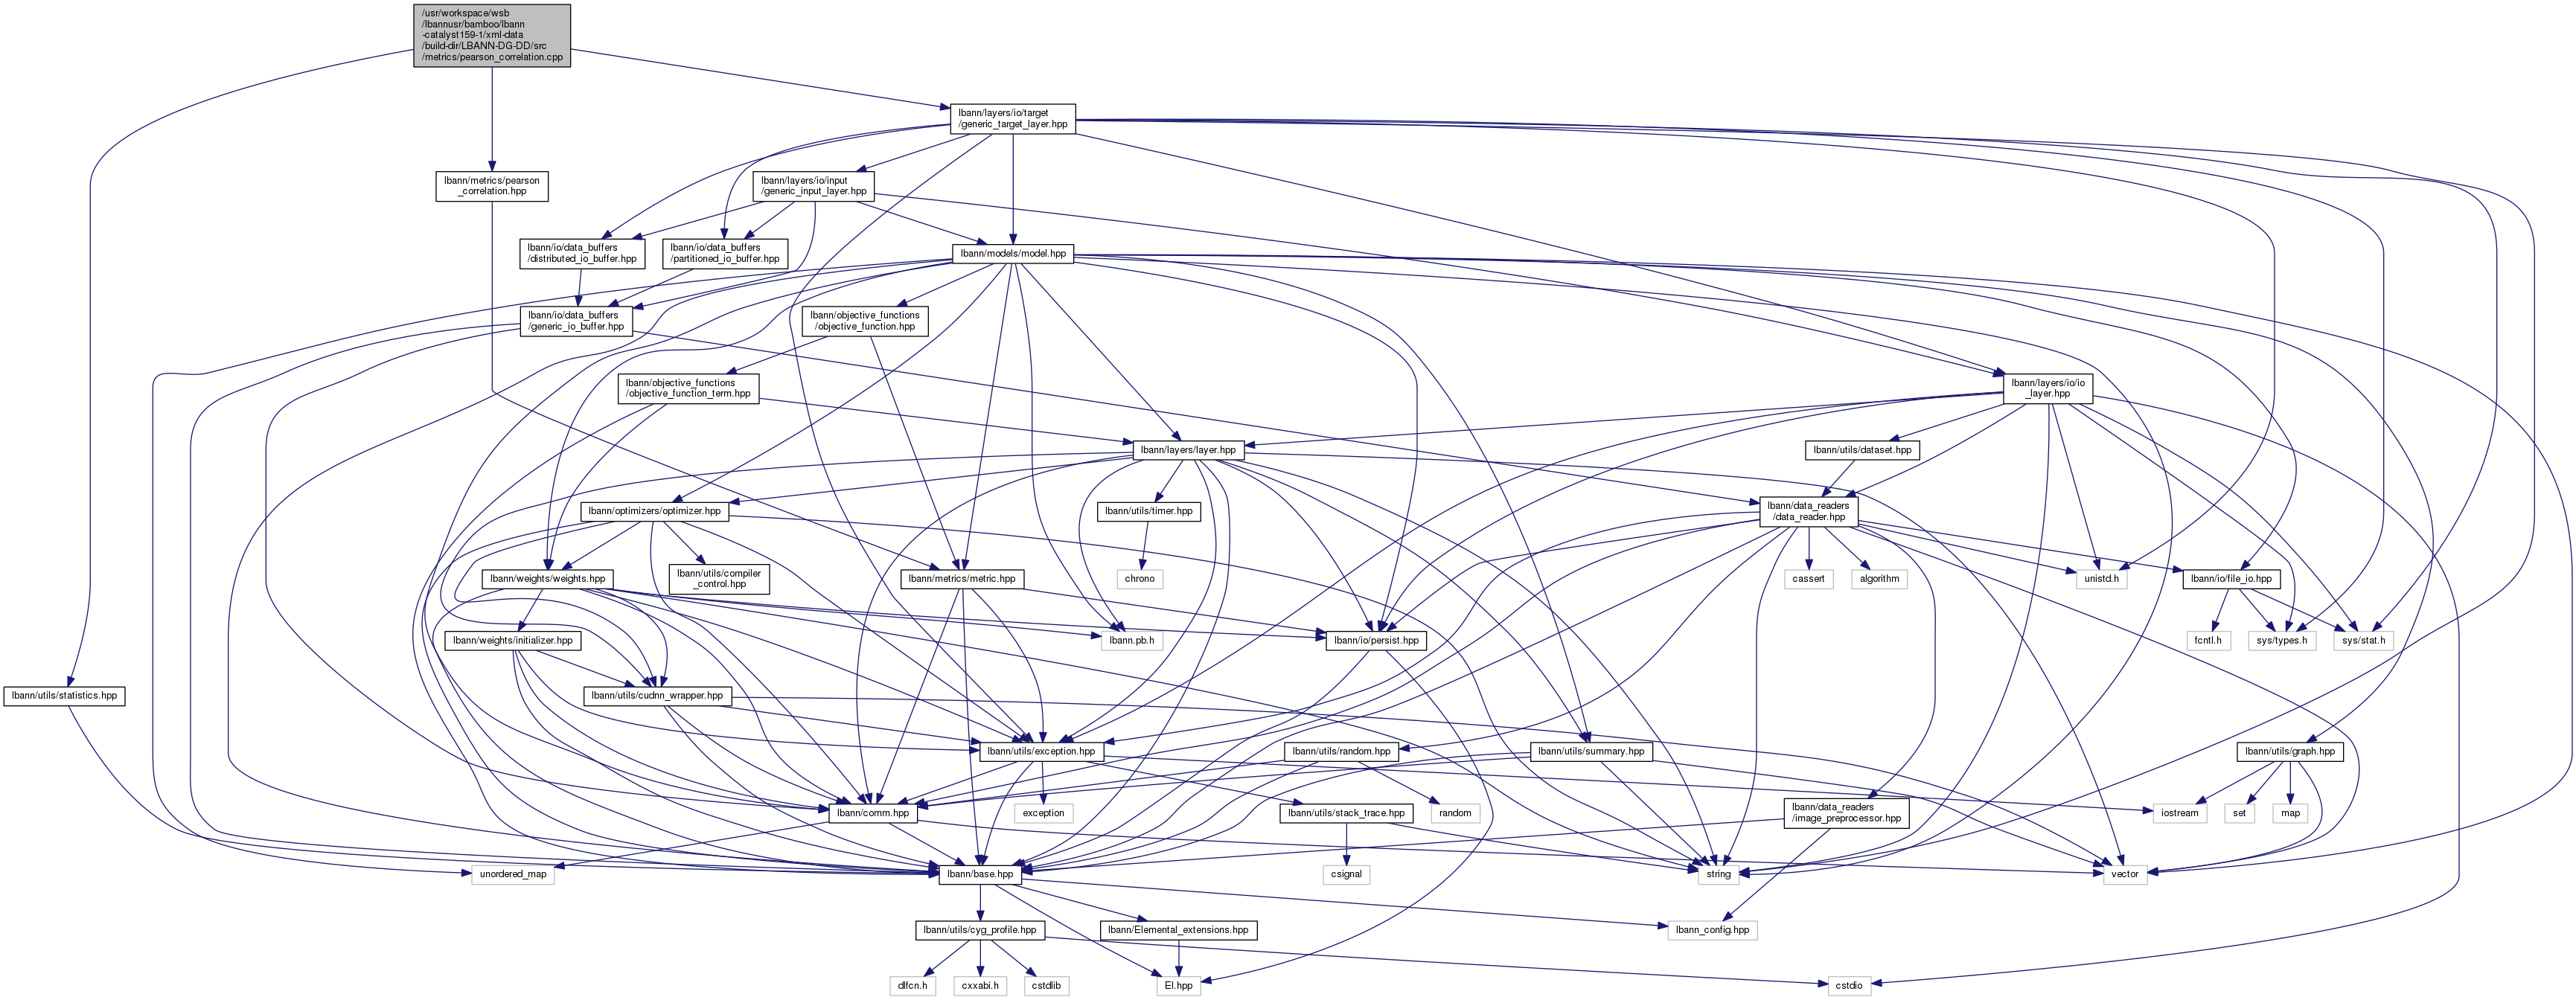 /usr/workspace/wsb
/lbannusr/bamboo/lbann
-catalyst159-1/xml-data
/build-dir/LBANN-DG-DD/src
/metrics/pearson_correlation.cpp
lbann/layers/io/target
/generic_target_layer.hpp
lbann/metrics/pearson
_correlation.hpp
lbann/layers/io/input
/generic_input_layer.hpp
lbann/io/data_buffers
/distributed_io_buffer.hpp
lbann/io/data_buffers
/partitioned_io_buffer.hpp
lbann/models/model.hpp
lbann/io/data_buffers
/generic_io_buffer.hpp
lbann/objective_functions
/objective_function.hpp
lbann/objective_functions
/objective_function_term.hpp
lbann/layers/io/io
_layer.hpp
lbann/layers/layer.hpp
lbann/utils/dataset.hpp
lbann/optimizers/optimizer.hpp
lbann/utils/timer.hpp
lbann/data_readers
/data_reader.hpp
lbann/weights/weights.hpp
lbann/utils/compiler
_control.hpp
lbann/metrics/metric.hpp
chrono
cassert
algorithm
unistd.h
lbann/io/file_io.hpp
lbann/weights/initializer.hpp
lbann.pb.h
lbann/io/persist.hpp
fcntl.h
sys/types.h
sys/stat.h
lbann/utils/statistics.hpp
lbann/utils/cudnn_wrapper.hpp
lbann/utils/exception.hpp
lbann/utils/random.hpp
lbann/utils/summary.hpp
lbann/utils/graph.hpp
lbann/comm.hpp
exception
lbann/utils/stack_trace.hpp
random
lbann/data_readers
/image_preprocessor.hpp
iostream
set
map
unordered_map
lbann/base.hpp
csignal
string
vector
lbann/utils/cyg_profile.hpp
lbann/Elemental_extensions.hpp
lbann_config.hpp
dlfcn.h
cxxabi.h
cstdlib
El.hpp
cstdio